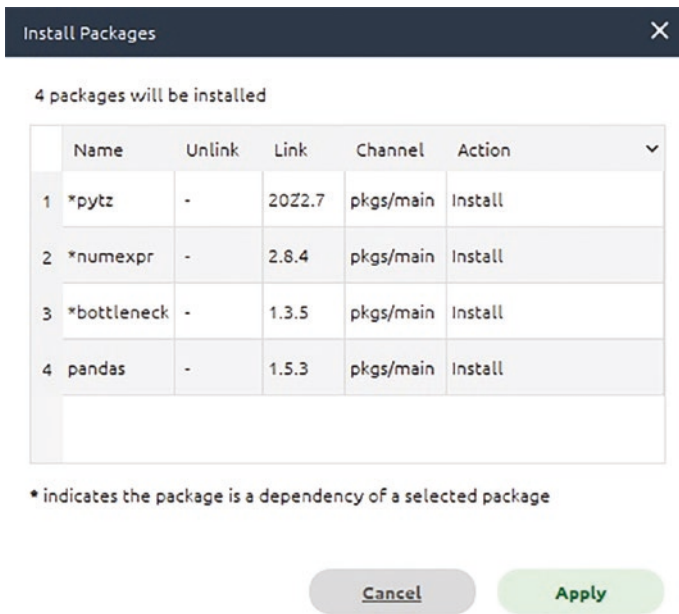 Install Packages
4 packages will be installed
Name Unlink Link Channel Action
1 *pytz - 2022.7 pkgs/main Install
2 *numexpr - 2.8.4 pkgs/main Install
3 *bottleneck - 1.3.5 pkgs/main Install
4 pandas - 1.5.3 pkgs/main Install
* indicates the package is a dependency of a selected package
Cancel Apply